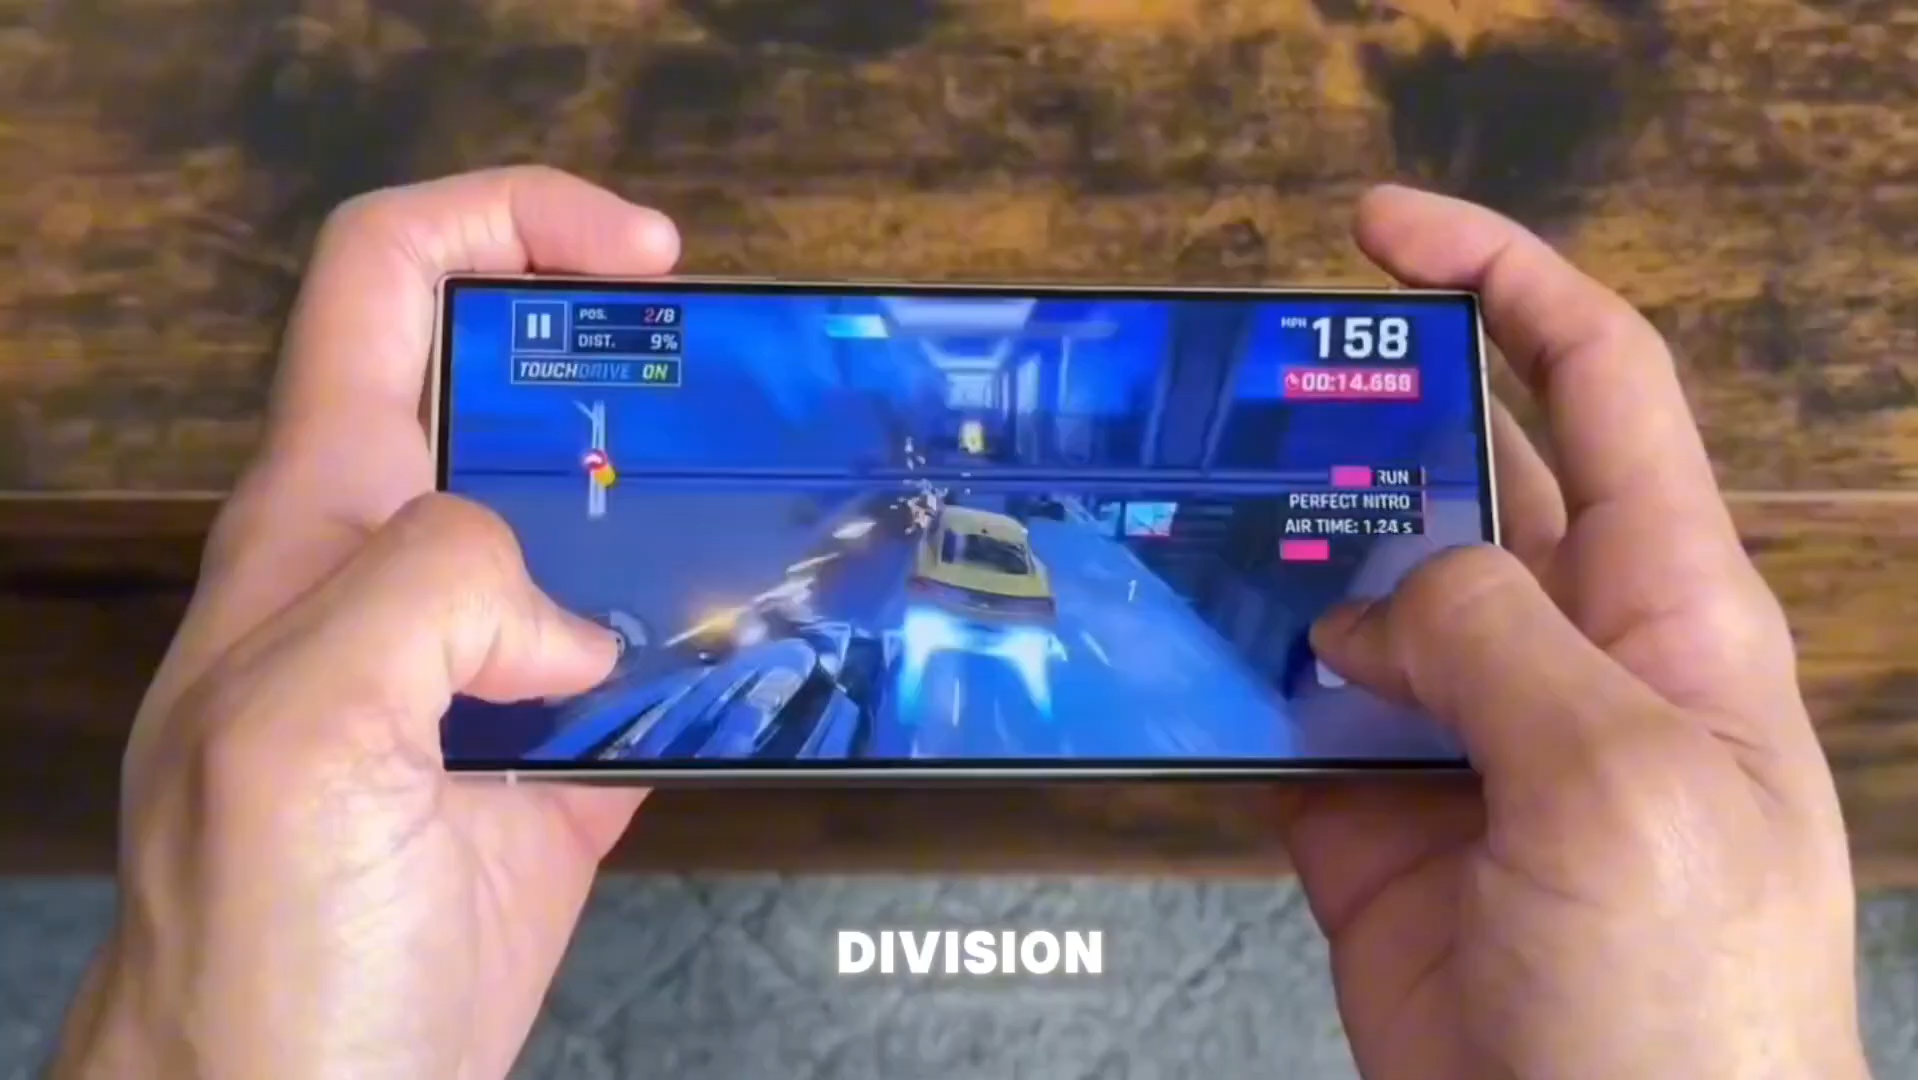 POS. 2/8
DIST. 9%
TOUCHDRIVE ON
MPH 158
00:14.668
RUN
PERFECT NITRO
AIR TIME: 1.24 s
1
DIVISION